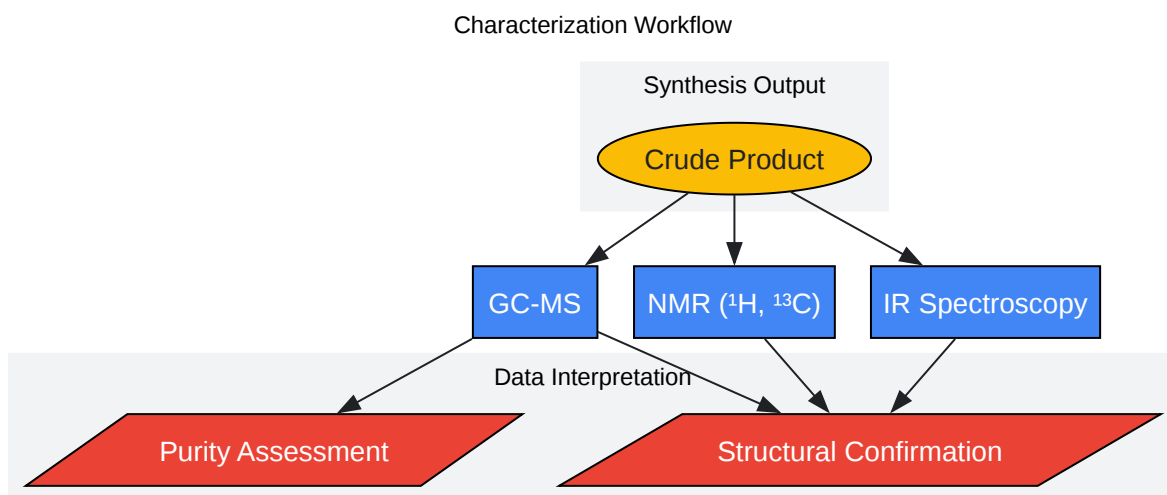 Characterization Workflow
Synthesis Output
Crude Product
GC-MS
NMR (¹H, ¹³C)
IR Spectroscopy
Data Interpretation
Purity Assessment
Structural Confirmation